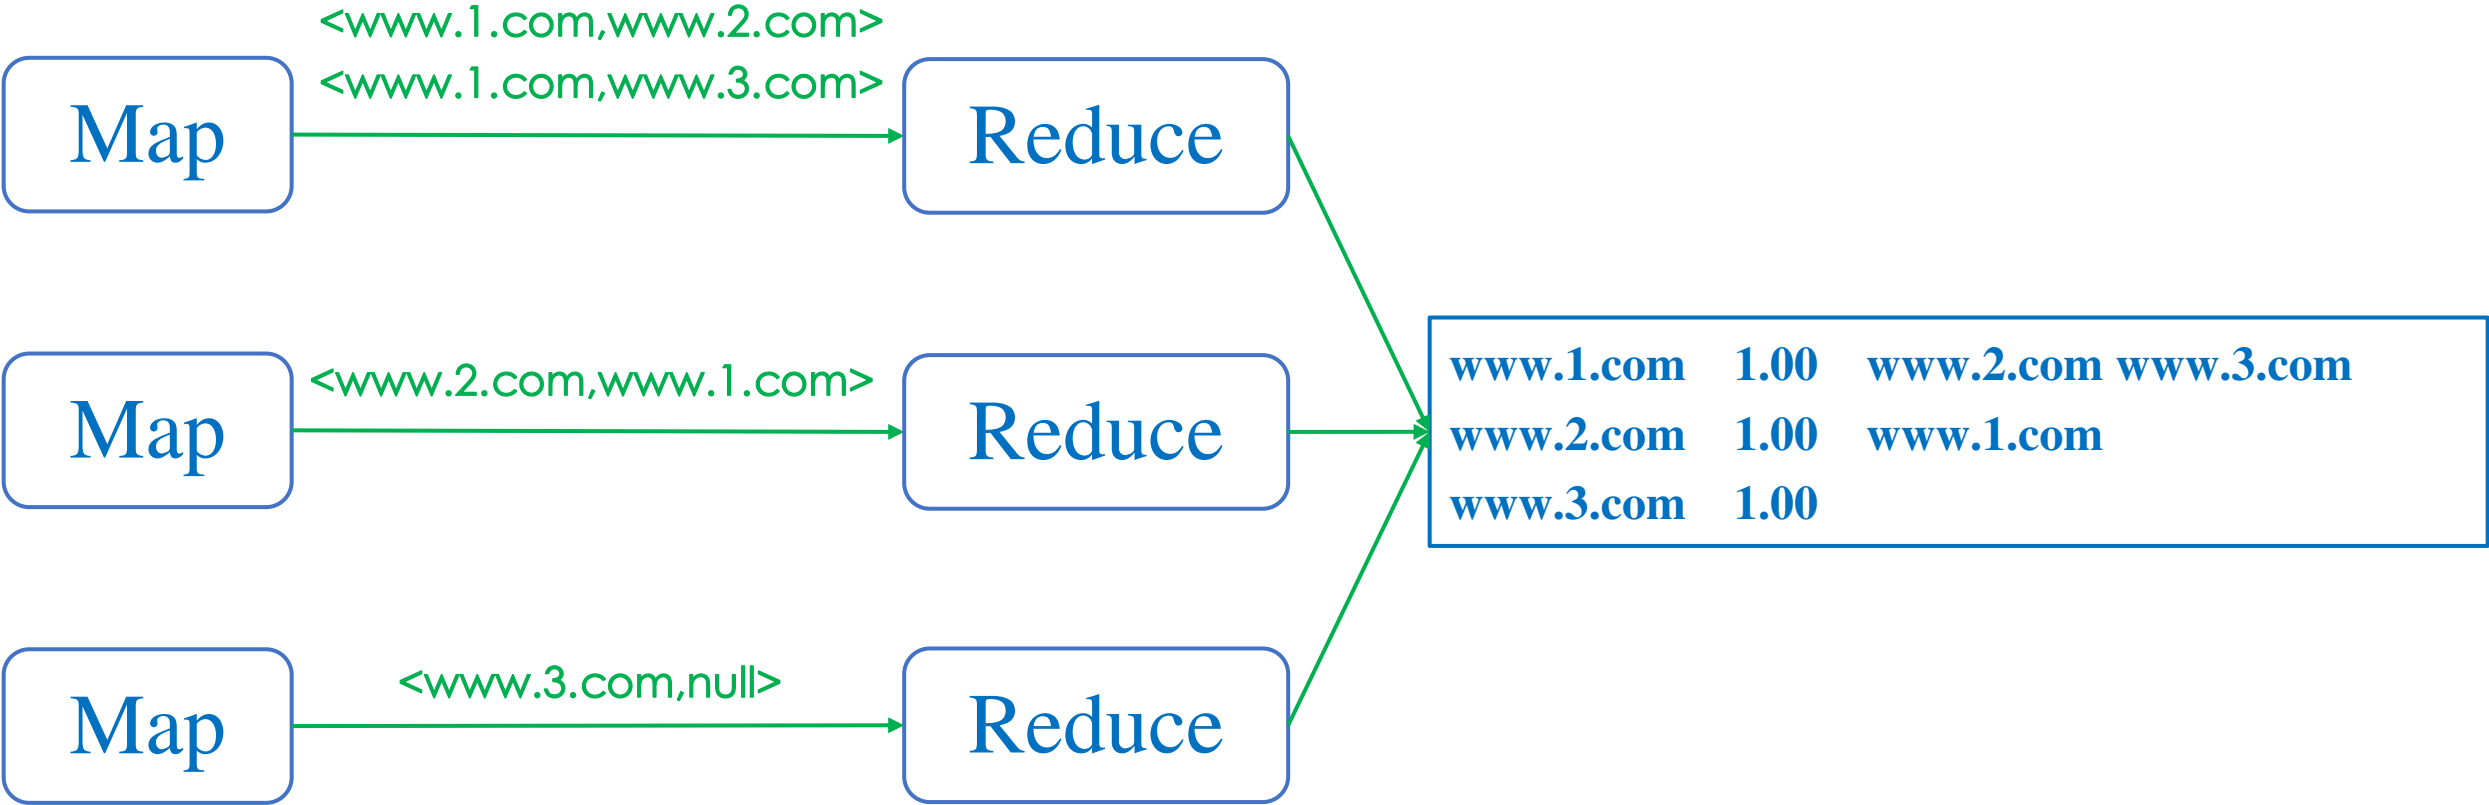 <www.1.com,www.2.com>
<www.1.com,www.3.com>
Map
Reduce
<www.2.com,www.1.com>
Map
Reduce
www.1.com 1.00 www.2.com www.3.com
www.2.com 1.00 www.1.com
www.3.com 1.00
<www.3.com,null>
Map
Reduce